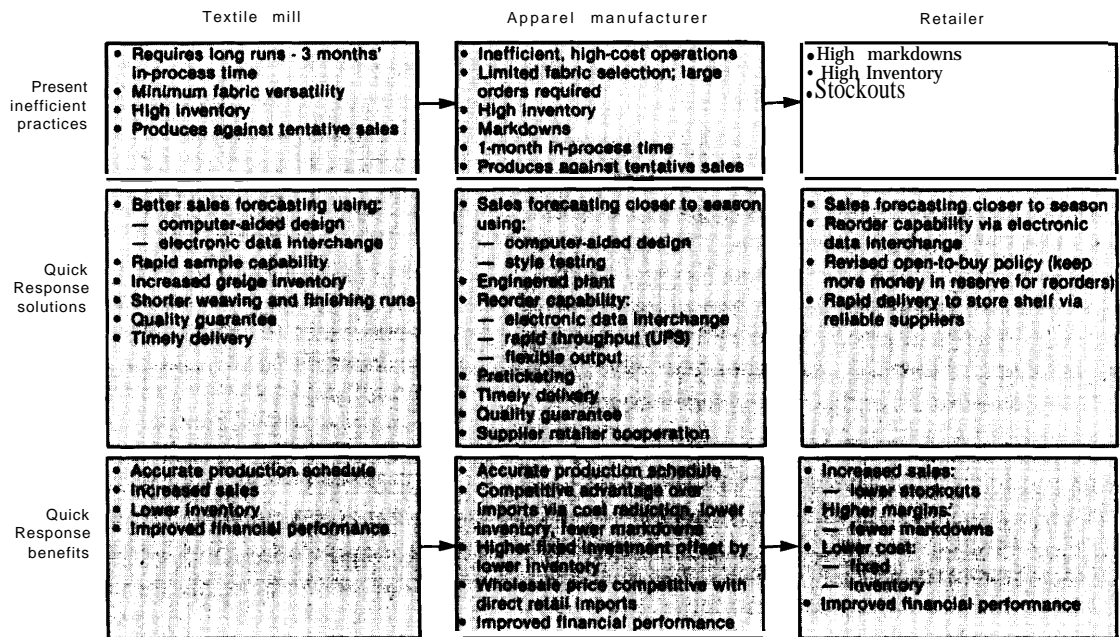 Textile mill
Apparel manufacturer
Retailer
Present
inefficient
practices
• Requires long runs - 3 months'
in-process time
• Minimum fabric versatility
• High inventory
• Produces against tentative sales
• Inefficient, high-cost operations
• Limited fabric selection; large
orders required
• High inventory
• Markdowns
• 1-month in-process time
• Produces against tentative sales
• High markdowns
• High Inventory
• Stockouts
Quick
Response
solutions
• Better sales forecasting using:
— computer-aided design
— electronic data interchange
• Rapid sample capability
• Increased greige inventory
• Shorter weaving and finishing runs
• Quality guarantee
• Timely delivery
• Sales forecasting closer to season
using:
— computer-aided design
— style testing
• Engineered plant
• Reorder capability:
— electronic data interchange
— rapid throughput (UPS)
— flexible output
• Preticketing
• Timely delivery
• Quality guarantee
• Supplier retailer cooperation
• Sales forecasting closer to season
• Reorder capability via electronic
data interchange
• Revised open-to-buy policy (keep
more money in reserve for reorders)
• Rapid delivery to store shelf via
reliable suppliers
Quick
Response
benefits
• Accurate production schedule
• Increased sales
• Lower inventory
• Improved financial performance
• Accurate production schedule
• Competitive advantage over
imports via cost reduction, lower
inventory, fewer markdowns
• Higher fixed investment offset by
lower inventory
• Wholesale price competitive with
direct retail imports
• Improved financial performance
• Increased sales:
— lower stockouts
• Higher margins:
— fewer markdowns
• Lower cost:
— fixed
— inventory
• Improved financial performance